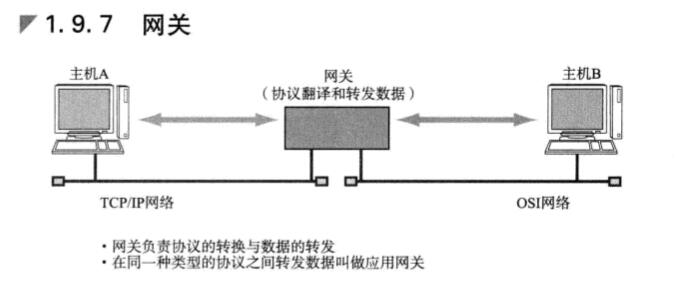 1.9.7 网关
主机A
网关
主机B
（协议翻译和转发数据）
TCP/IP网络
OSI网络
·网关负责协议的转换与数据的转发
·在同一种类型的协议之间转发数据叫做应用网关